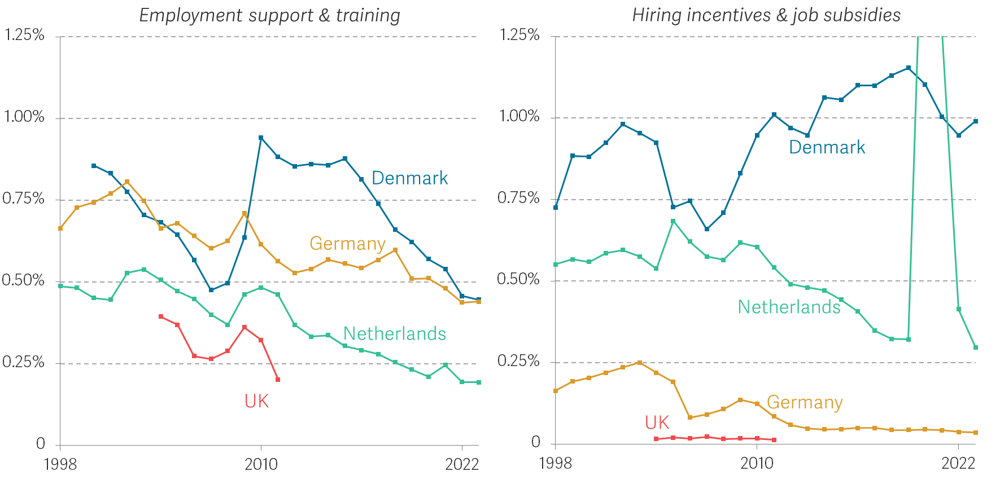 Employment support & training
1.25%
1.00%
0.75%
0.50%
0.25%
0
Denmark
Germany
Netherlands
UK
1998
2010
2022
Hiring incentives & job subsidies
1.25%
1.00%
0.75%
0.50%
0.25%
0
Denmark
Netherlands
Germany
UK
1998
2010
2022